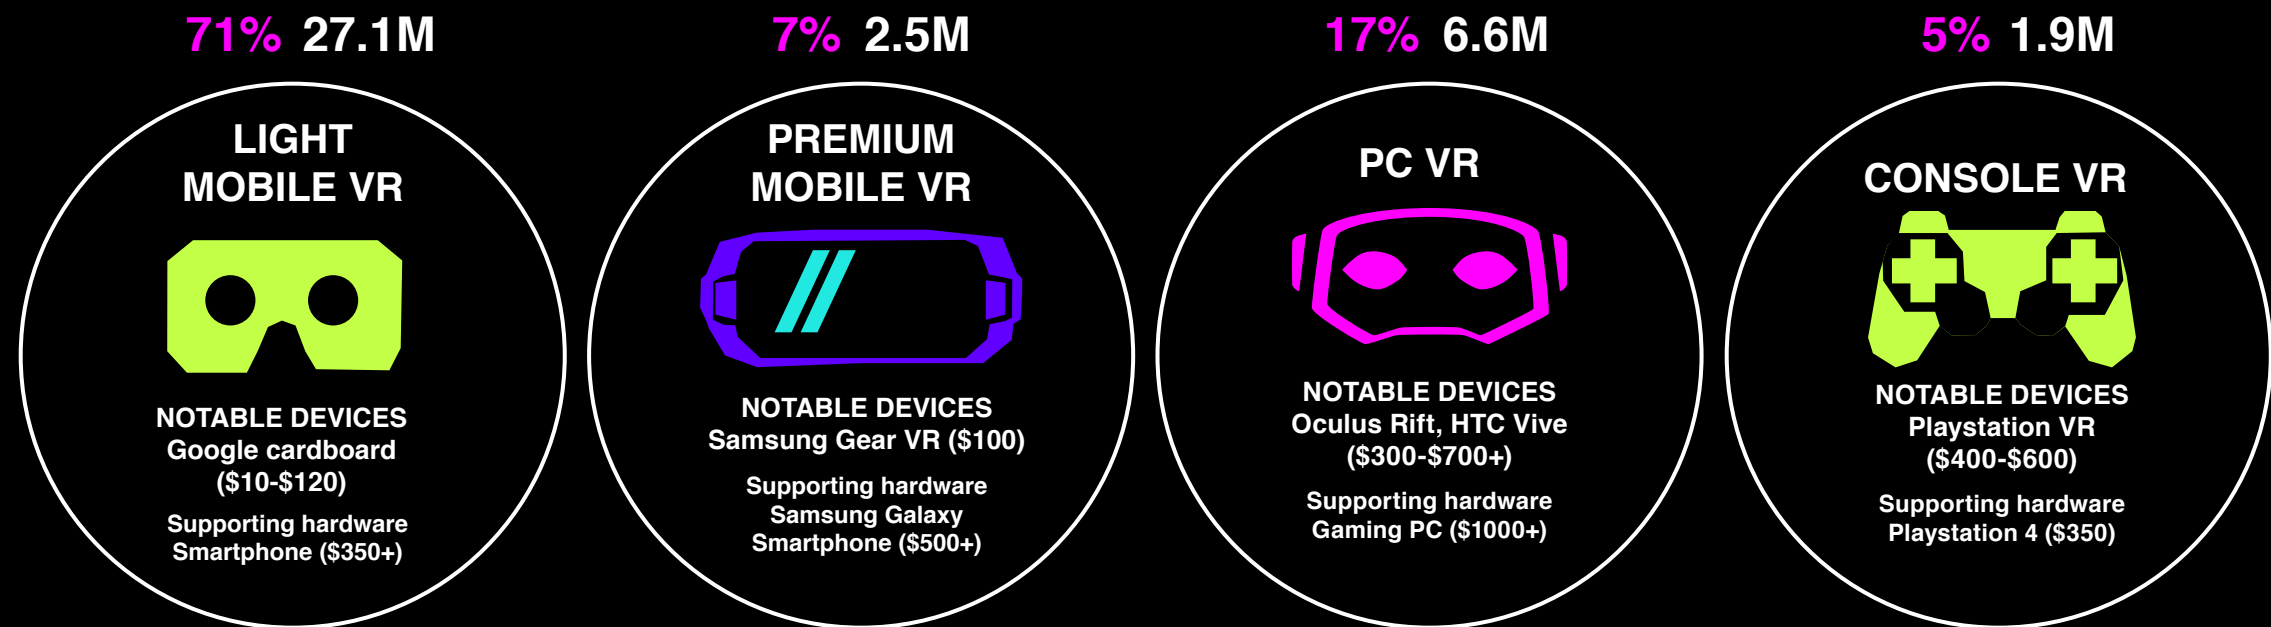 71% 27.1M
LIGHT
MOBILE VR
NOTABLE DEVICES
Google cardboard
($10-$120)
Supporting hardware
Smartphone ($350+)
7% 2.5M
PREMIUM
MOBILE VR
NOTABLE DEVICES
Samsung Gear VR ($100)
Supporting hardware
Samsung Galaxy
Smartphone ($500+)
17% 6.6M
PC VR
NOTABLE DEVICES
Oculus Rift, HTC Vive
($300-$700+)
Supporting hardware
Gaming PC ($1000+)
5% 1.9M
CONSOLE VR
NOTABLE DEVICES
Playstation VR
($400-$600)
Supporting hardware
Playstation 4 ($350)